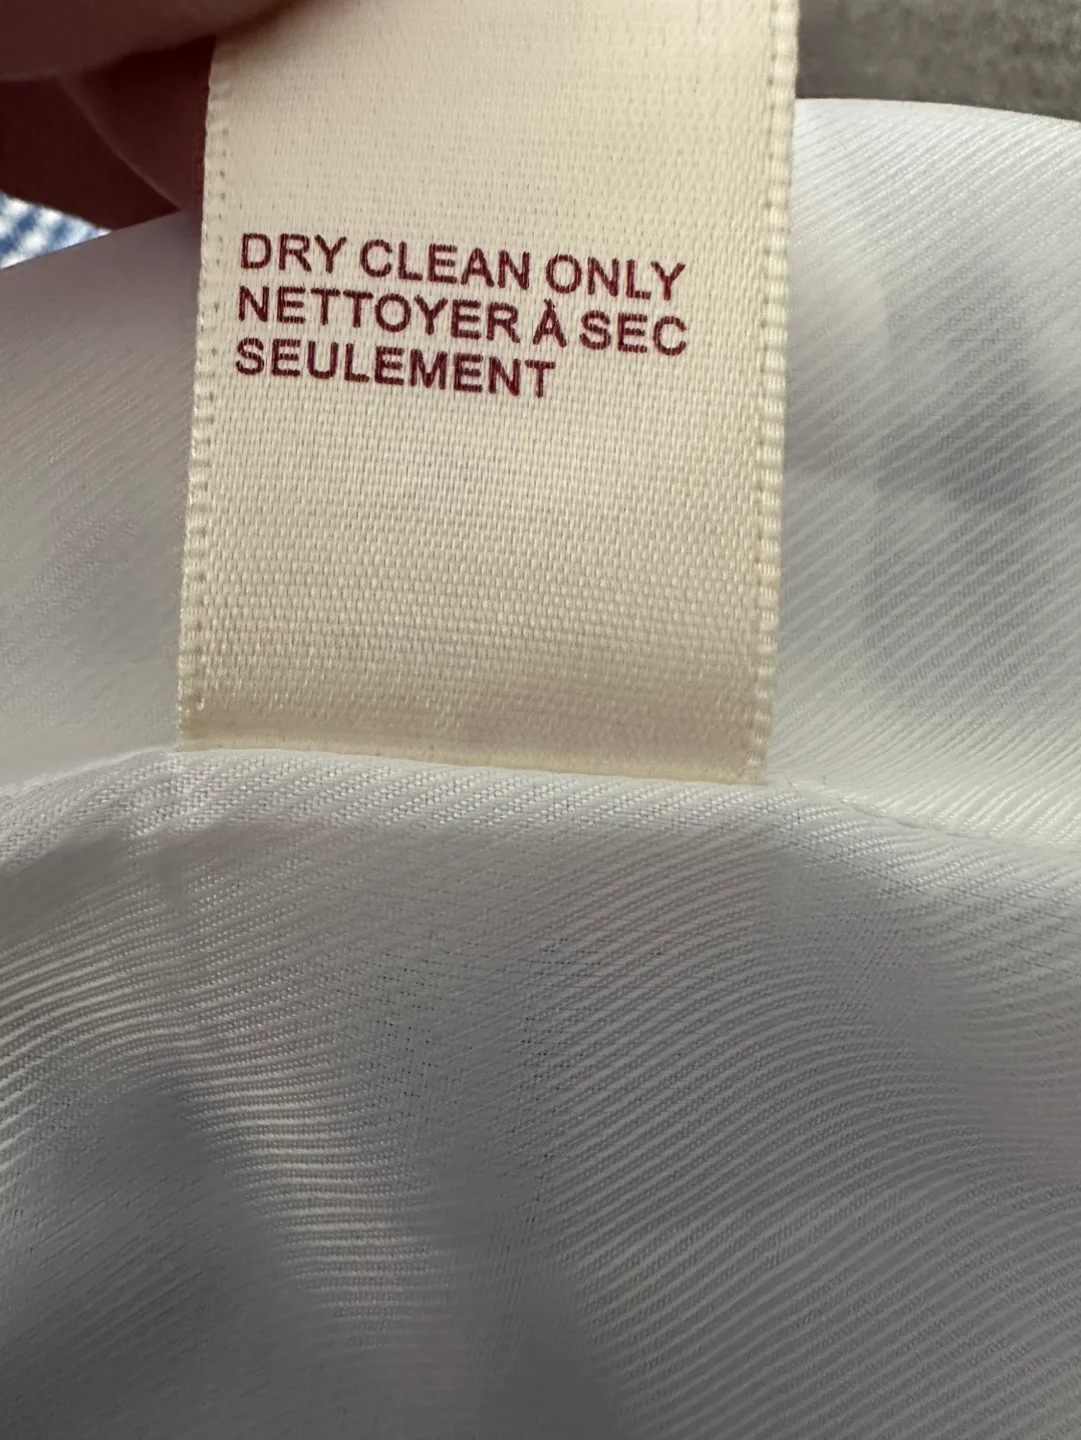 DRY CLEAN ONLY
NETTOYER À SEC
SEULEMENT